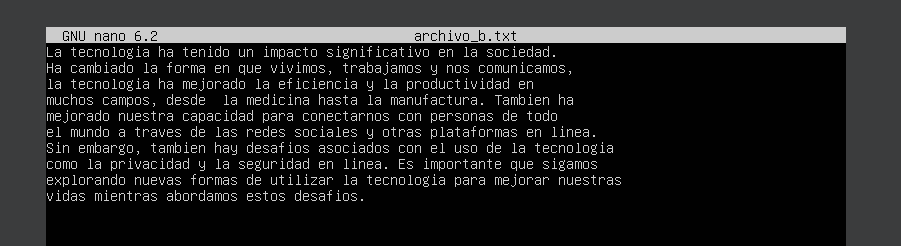 GNU nano 6.2 archivo_b.txt
La tecnologia ha tenido un impacto significativo en la sociedad.
Ha cambiado la forma en que vivimos, trabajamos y nos comunicamos,
la tecnologia ha mejorado la eficiencia y la productividad en
muchos campos, desde  la medicina hasta la manufactura. Tambien ha
mejorado nuestra capacidad para conectarnos con personas de todo
el mundo a traves de las redes sociales y otras plataformas en linea.
Sin embargo, tambien hay desafios asociados con el uso de la tecnologia
como la privacidad y la seguridad en linea. Es importante que sigamos
explorando nuevas formas de utilizar la tecnologia para mejorar nuestras
vidas mientras abordamos estos desafios.